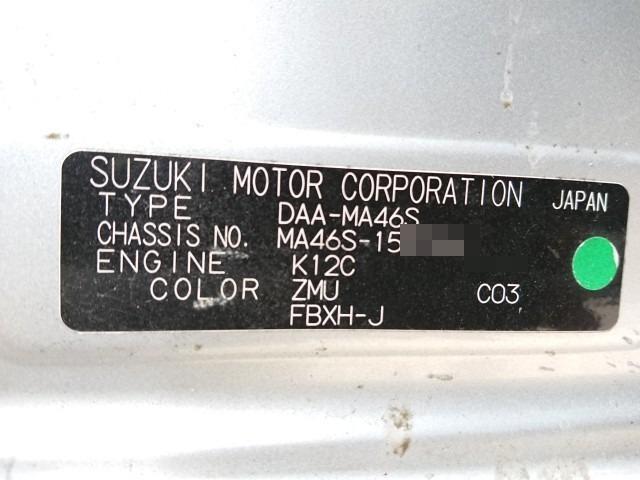 SUZUKI MOTOR CORPORATION JAPAN
TYPE DAA-MA46S
CHASSIS NO. MA46S-15
ENGINE K12C
COLOR ZMU C03
FBXH-J